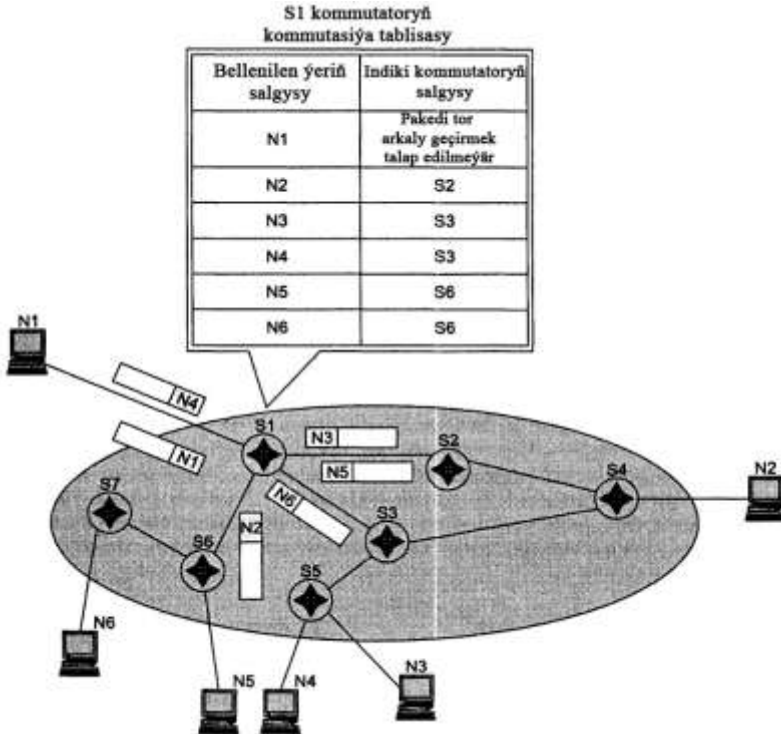 S1 kommutatoryň
kommutasiýa tablisasy
Bellenilen ýeriň
salgysy
Indiki kommutatoryň
salgysy
N1
Pakedi tor
arkaly geçirmek
talap edilmeýär
N2
S2
N3
S3
N4
S3
N5
S6
N6
S6
N1
N4
N1
S1
N3
N5
S2
S4
N2
S7
N6
S3
N2
S6
S5
N6
N5
N4
N3